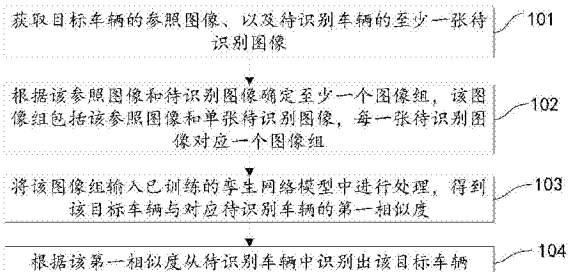 获取目标车辆的参照图像、以及待识别车辆的至少一张待
识别图像
101
根据该参照图像和待识别图像确定至少一个图像组，该图
像组包括该参照图像和单张待识别图像，每一张待识别图
像对应一个图像组
102
将该图像组输入已训练的孪生网络模型中进行处理，得到
该目标车辆与对应待识别车辆的第一相似度
103
根据该第一相似度从待识别车辆中识别出该目标车辆
104